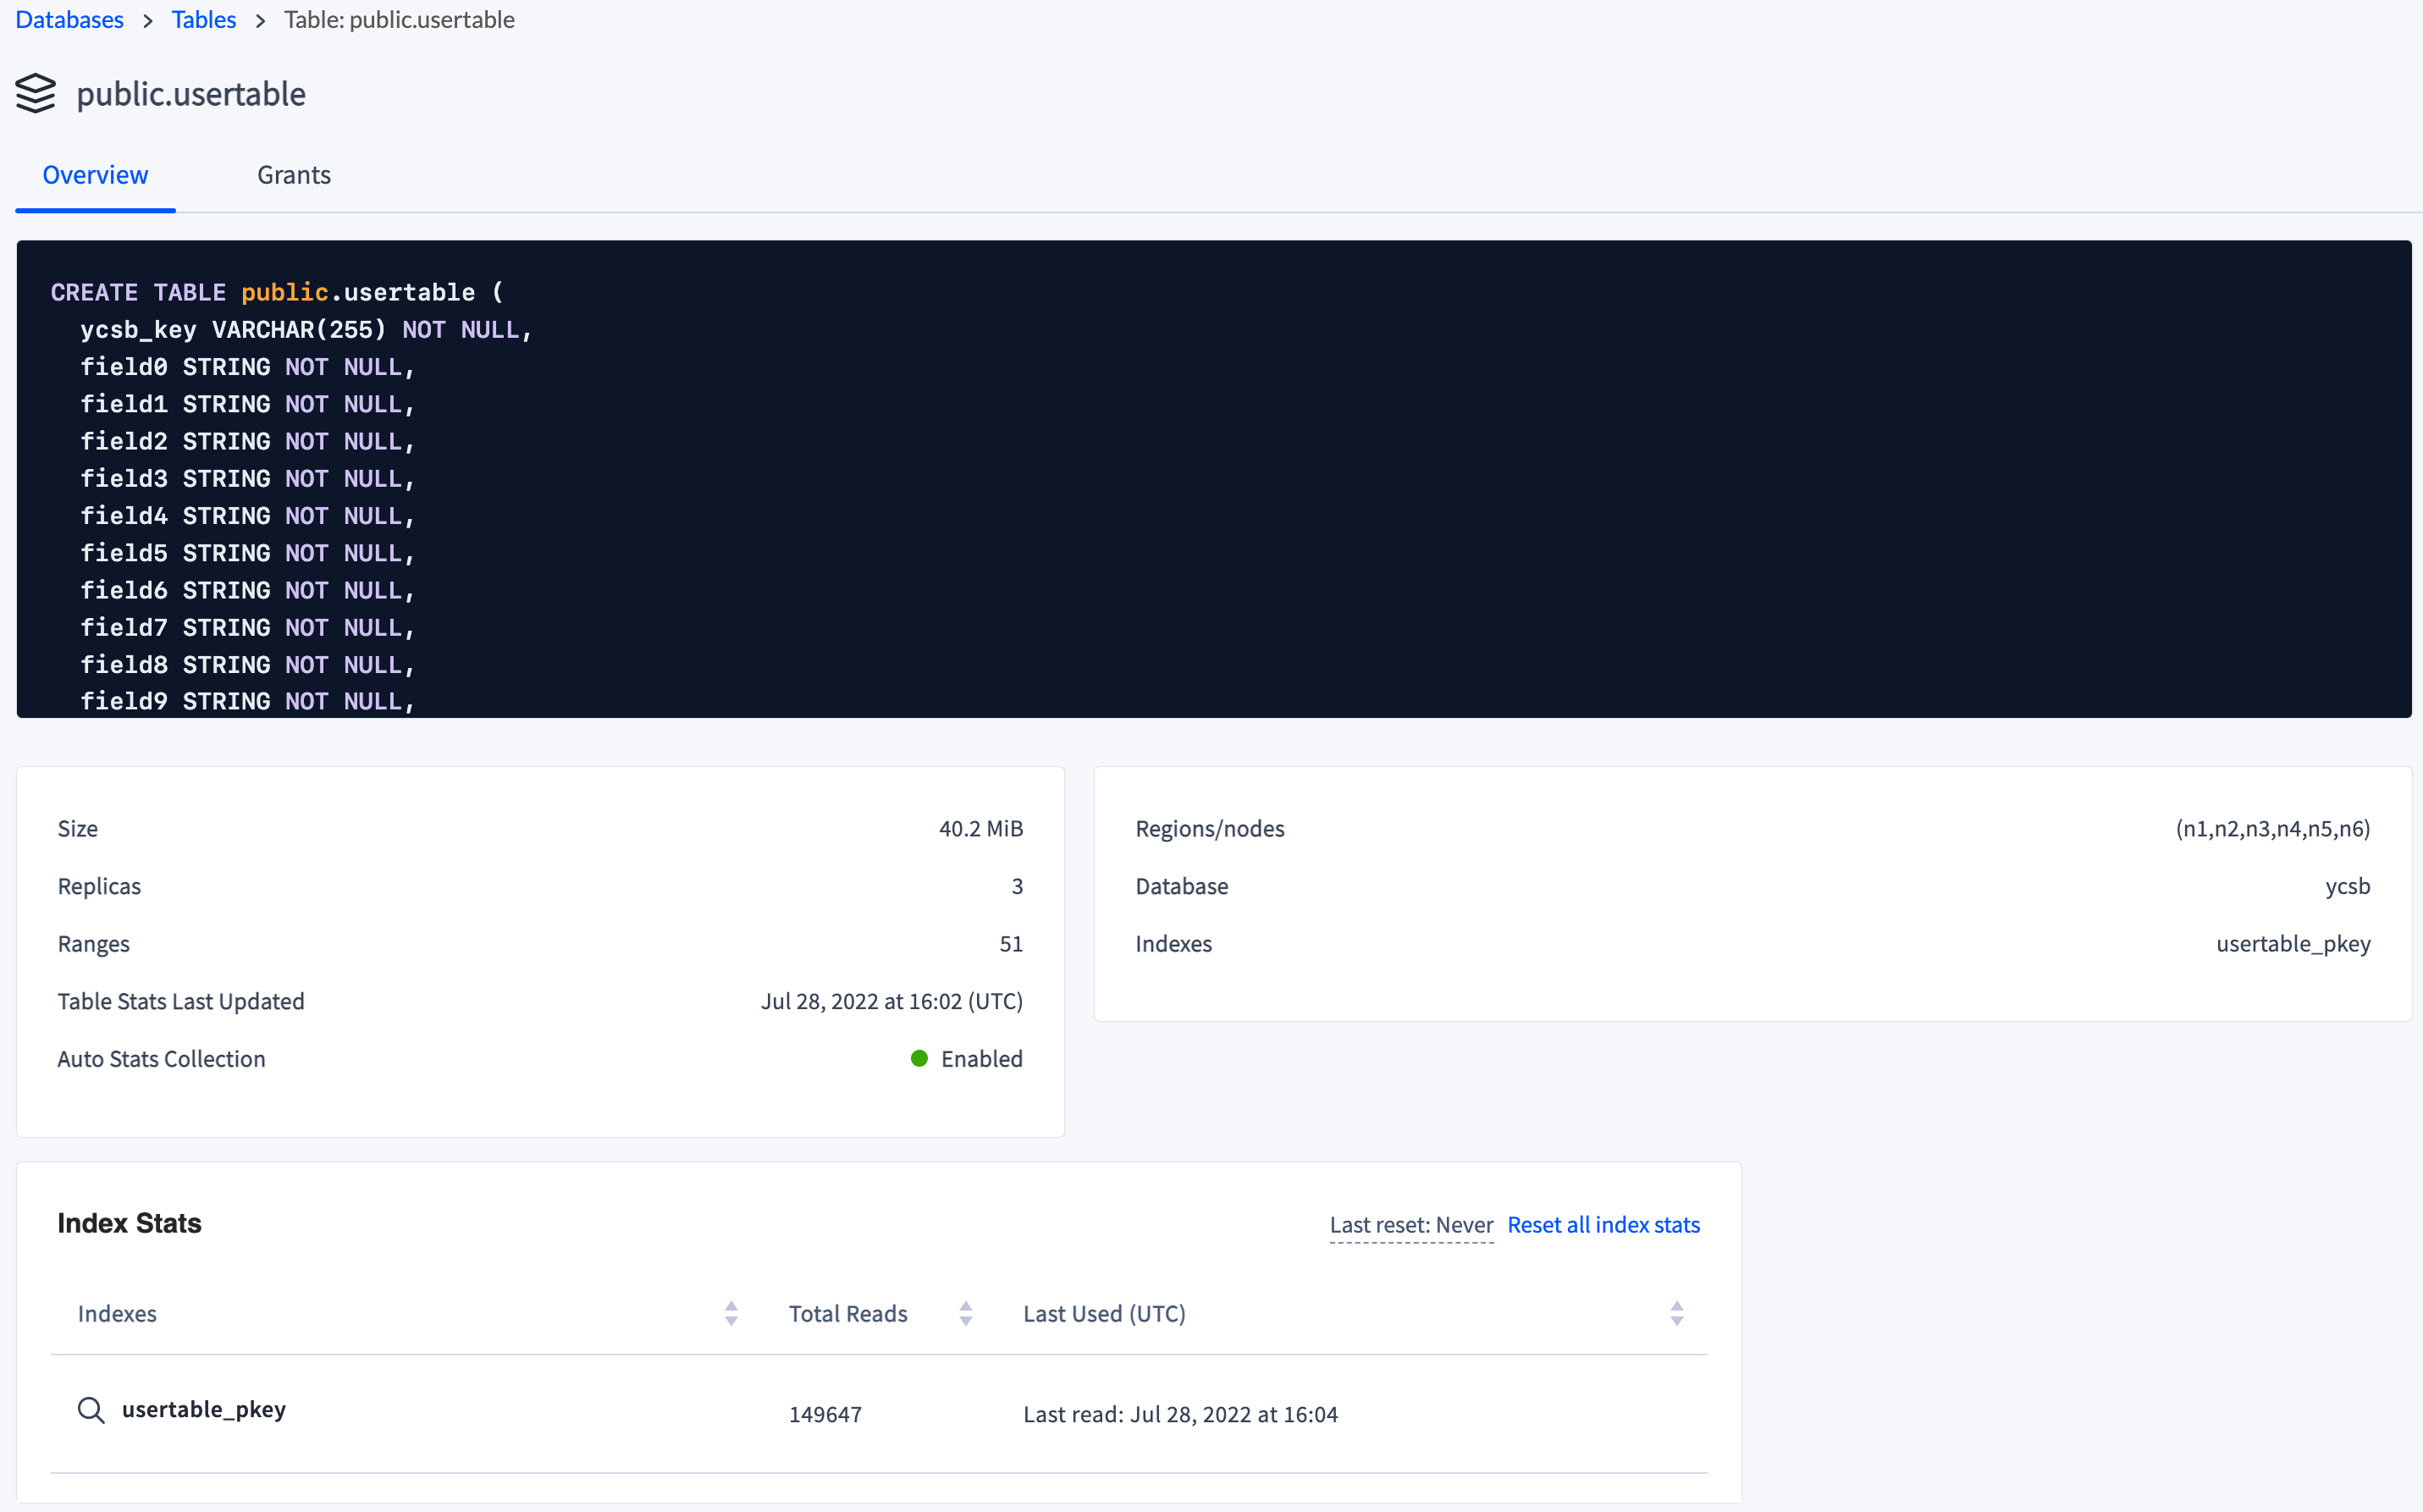 Databases > Tables > Table: public.usertable
public.usertable
Overview Grants
CREATE TABLE public.usertable (
ycsb_key VARCHAR(255) NOT NULL,
field0 STRING NOT NULL,
field1 STRING NOT NULL,
field2 STRING NOT NULL,
field3 STRING NOT NULL,
field4 STRING NOT NULL,
field5 STRING NOT NULL,
field6 STRING NOT NULL,
field7 STRING NOT NULL,
field8 STRING NOT NULL,
field9 STRING NOT NULL,
Size 40.2 MiB
Replicas 3
Ranges 51
Table Stats Last Updated Jul 28, 2022 at 16:02 (UTC)
Auto Stats Collection Enabled
Regions/nodes (n1,n2,n3,n4,n5,n6)
Database ycsb
Indexes usertable_pkey
Index Stats Last reset: Never Reset all index stats
Indexes Total Reads Last Used (UTC)
usertable_pkey 149647 Last read: Jul 28, 2022 at 16:04